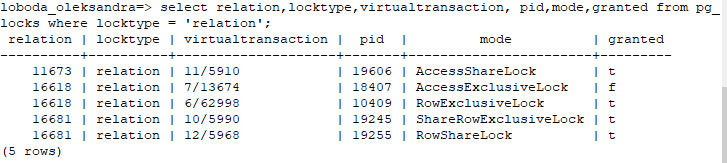 loboda_oleksandra=> select relation,locktype,virtualtransaction, pid,mode,granted from pg_
locks where locktype = 'relation';
 relation | locktype | virtualtransaction |  pid  |         mode          | granted
----------+----------+--------------------+-------+-----------------------+---------
    11673 | relation | 11/5910            | 19606 | AccessShareLock       | t
    16618 | relation | 7/13674            | 18407 | AccessExclusiveLock   | f
    16618 | relation | 6/62998            | 10409 | RowExclusiveLock      | t
    16681 | relation | 10/5990            | 19245 | ShareRowExclusiveLock | t
    16681 | relation | 12/5968            | 19255 | RowShareLock          | t
(5 rows)